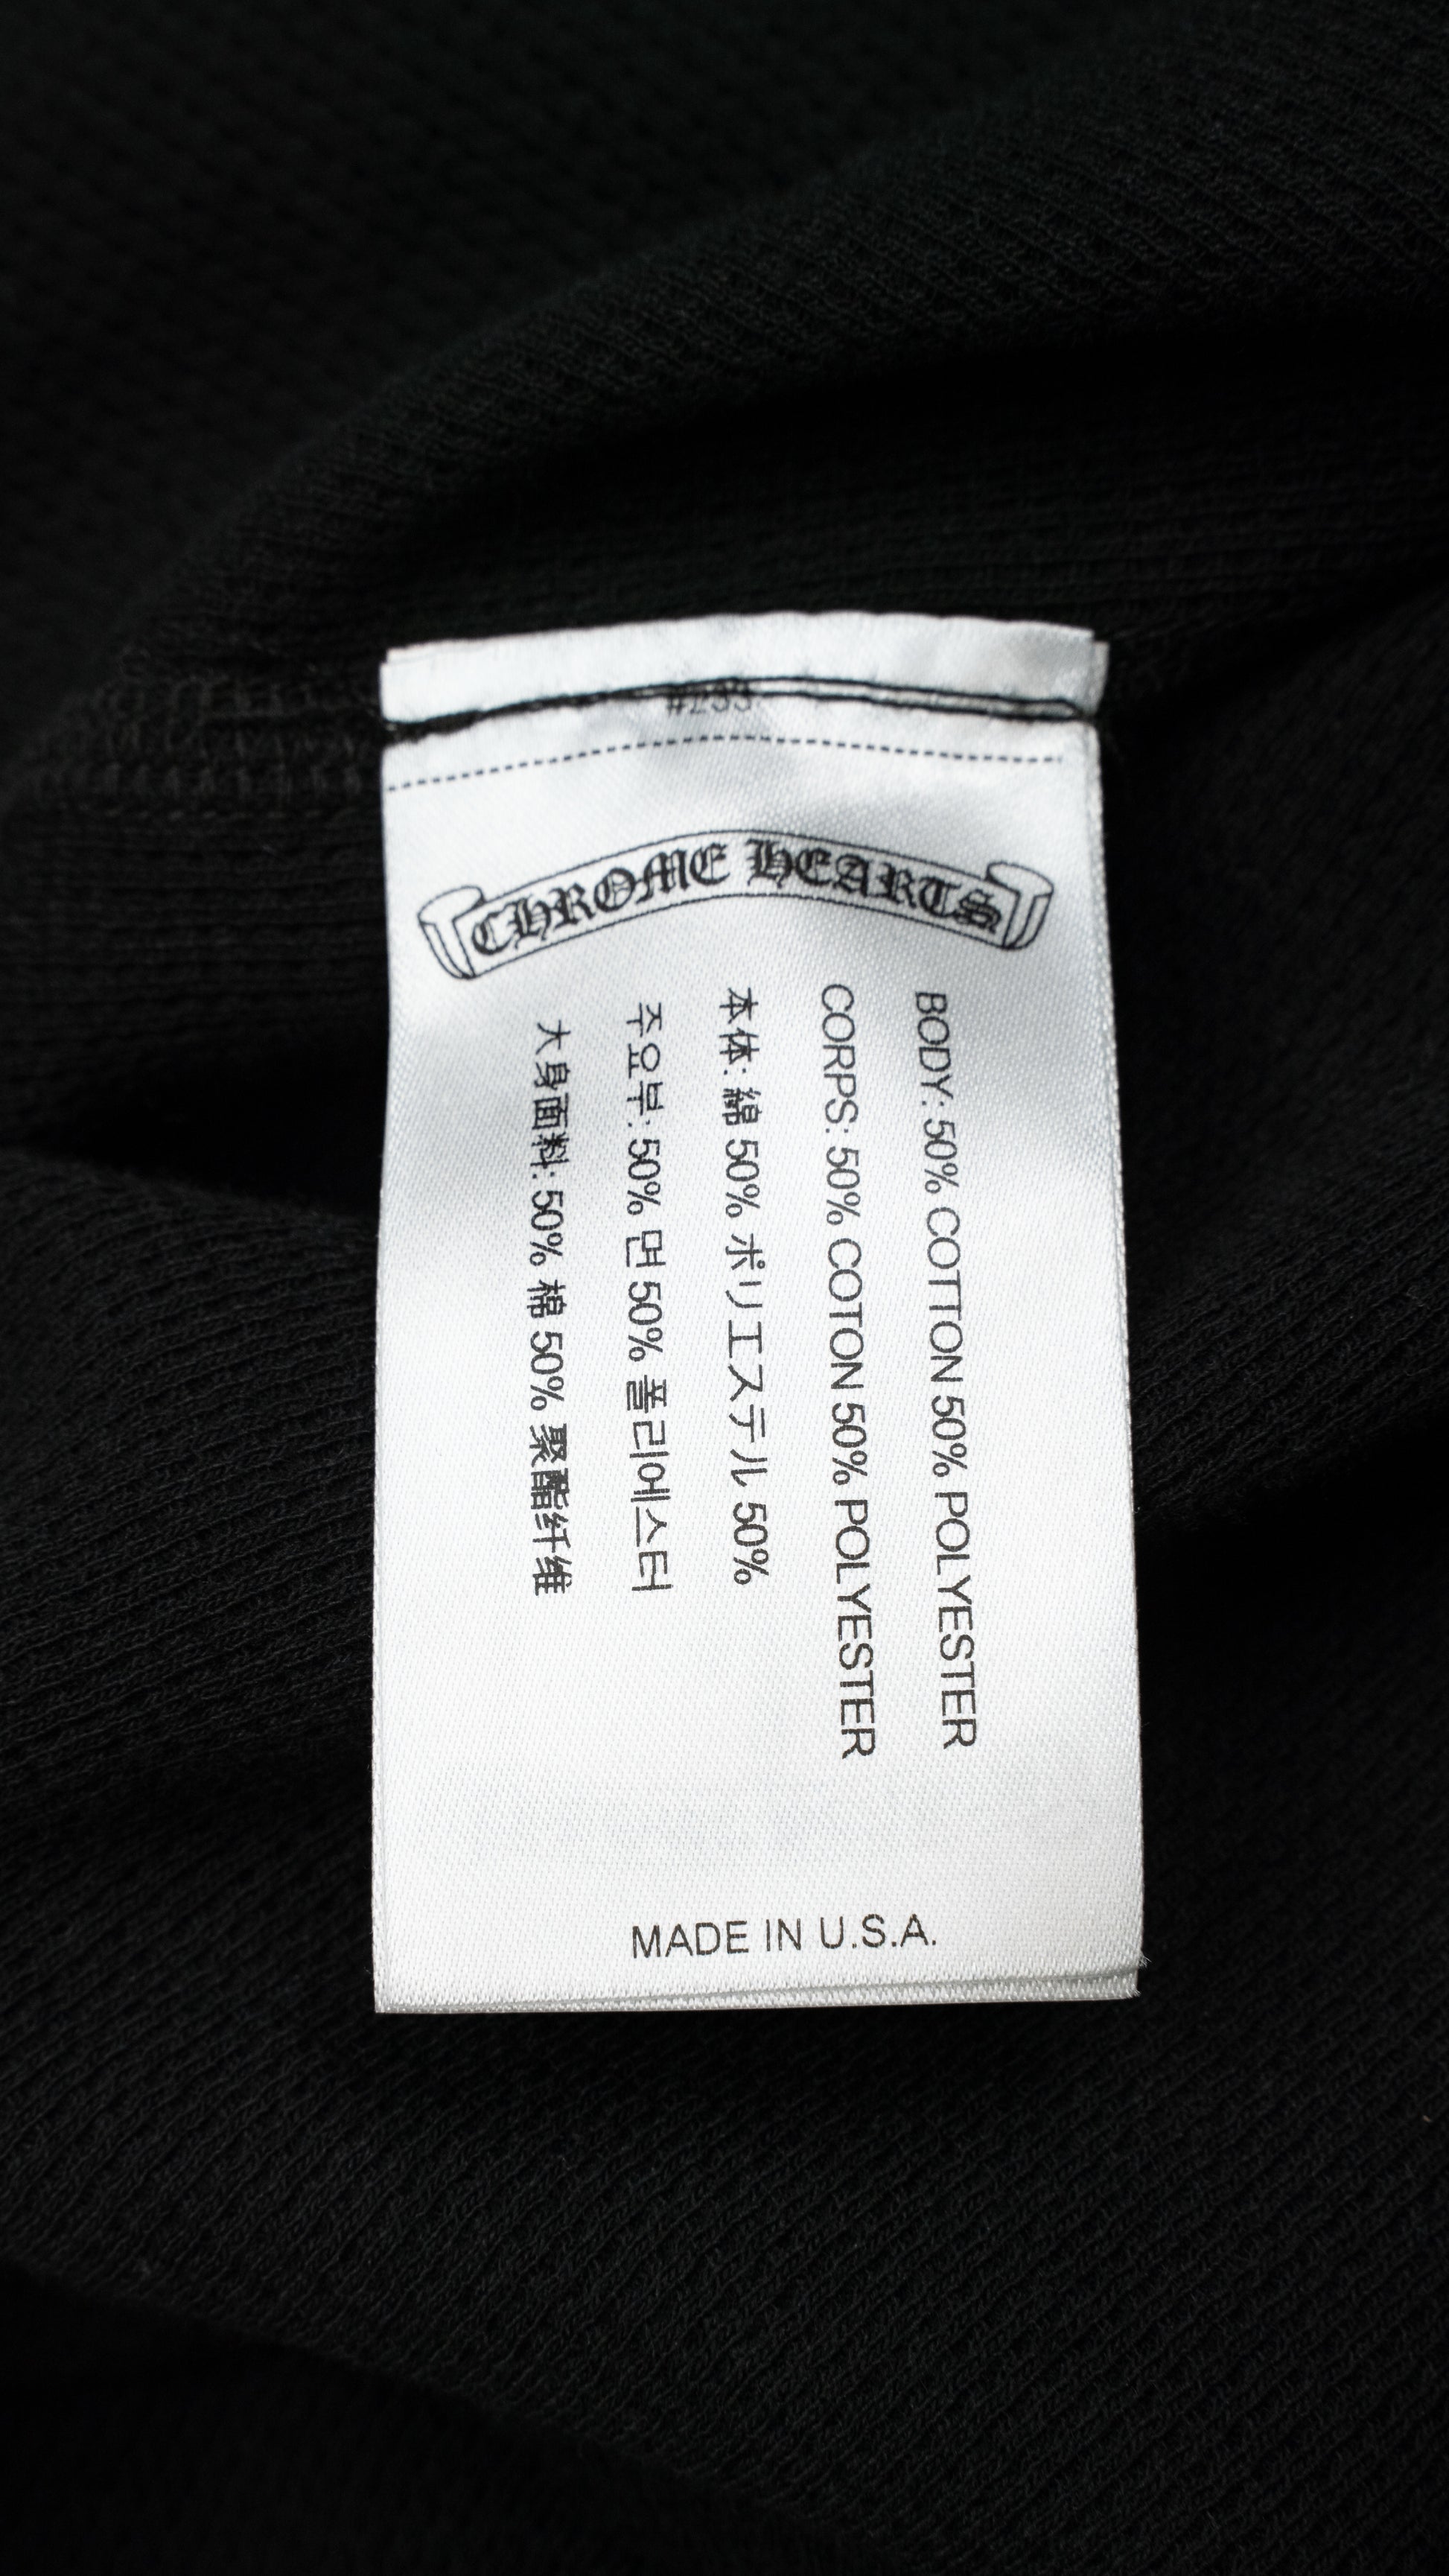 CHROME HEARTS
BODY: 50% COTTON 50% POLYESTER
CORPS: 50% COTON 50% POLYESTER
本体: 綿 50% ポリエステル 50%
주요부: 50% 면 50% 폴리에스터
大身面料: 50% 棉 50% 聚酯纤维
MADE IN U.S.A.